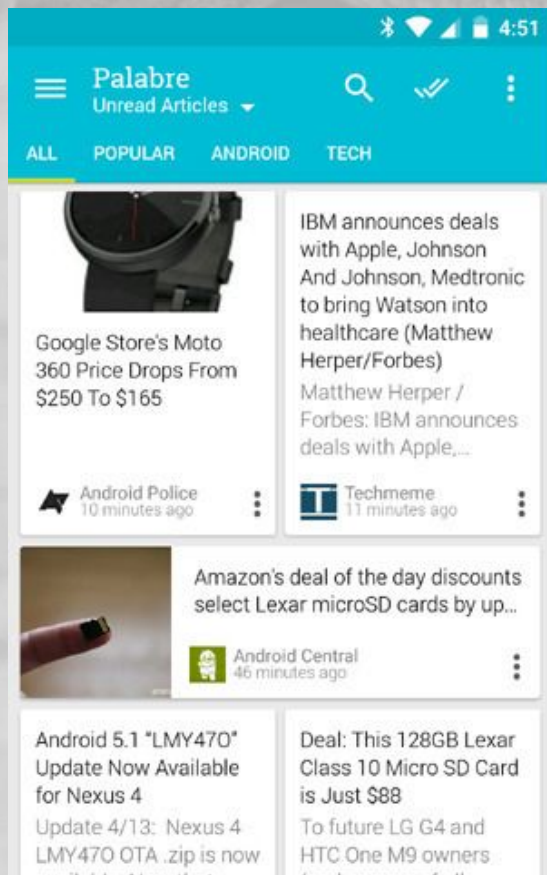 4:51
Palabre
Unread Articles
ALL POPULAR ANDROID TECH
Google Store's Moto
360 Price Drops From
$250 To $165
Android Police
10 minutes ago
IBM announces deals
with Apple, Johnson
And Johnson, Medtronic
to bring Watson into
healthcare (Matthew
Herper/Forbes)
Matthew Herper /
Forbes: IBM announces
deals with Apple,...
Techmeme
11 minutes ago
Amazon's deal of the day discounts
select Lexar microSD cards by up...
Android Central
46 minutes ago
Android 5.1 "LMY47O"
Update Now Available
for Nexus 4
Update 4/13: Nexus 4
LMY47O OTA .zip is now
Deal: This 128GB Lexar
Class 10 Micro SD Card
is Just $88
To future LG G4 and
HTC One M9 owners